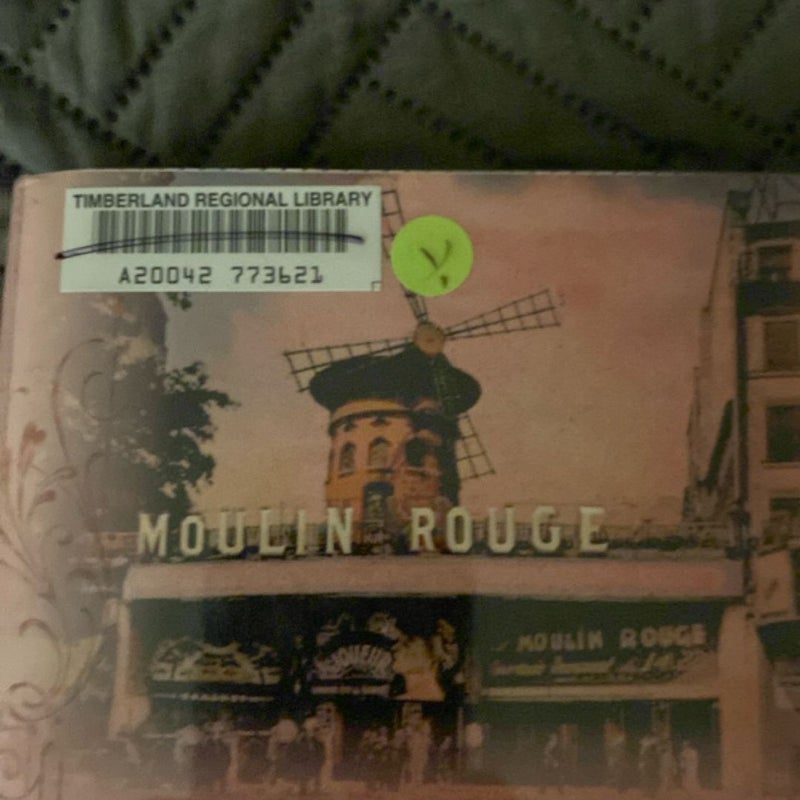 TIMBERLAND REGIONAL LIBRARY
A20042 773621
MOULIN ROUGE
MOULIN ROUGE